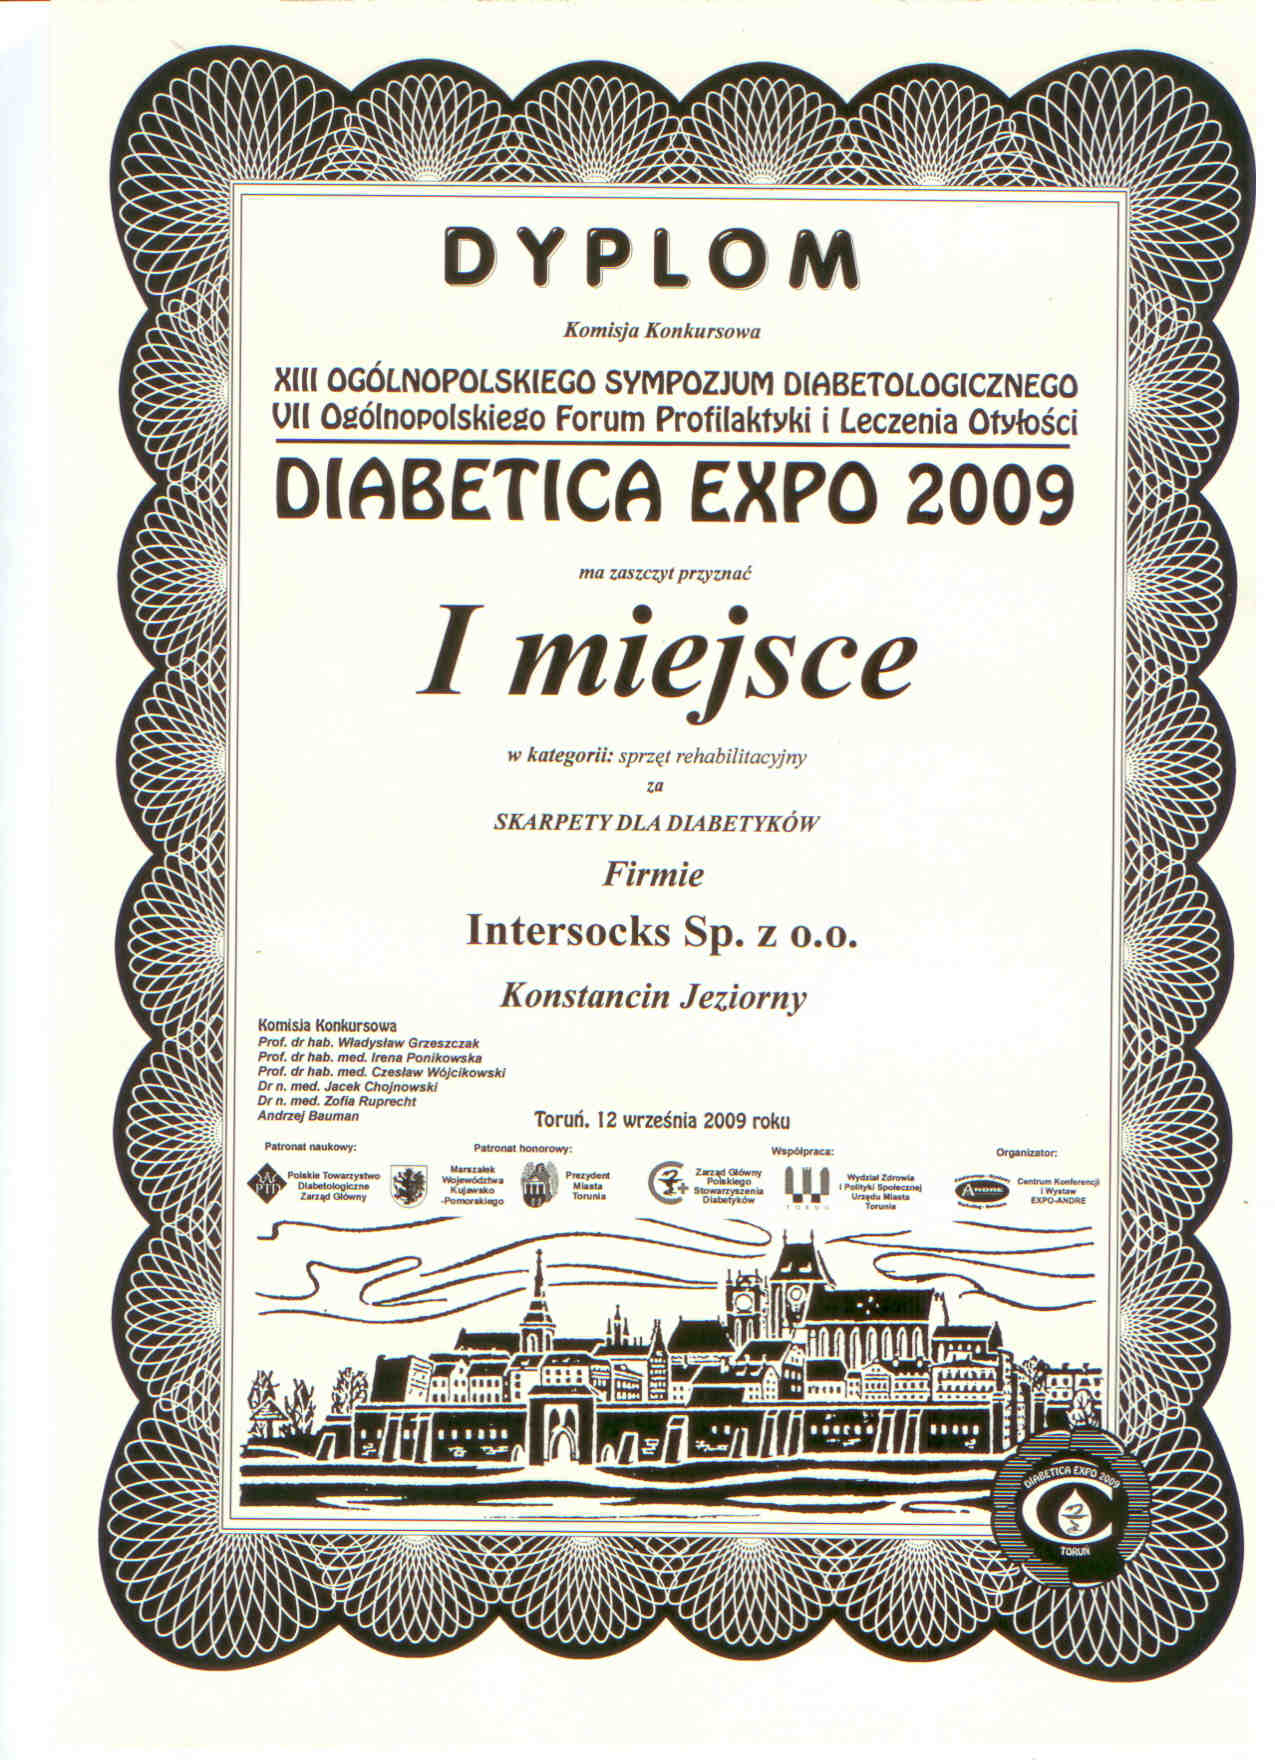 DYPLOM
Komisja Konkursowa
XIII OGÓLNOPOLSKIEGO SYMPOZJUM DIABETOLOGICZNEGO
VII Ogólnopolskiego Forum Profilaktyki i Leczenia Otyłości
DIABETICA EXPO 2009
ma zaszczyt przyznać
I miejsce
w kategorii: sprzęt rehabilitacyjny
za
SKARPETY DLA DIABETYKÓW
Firmie
Intersocks Sp. z o.o.
Konstancin Jeziorny
Komisja Konkursowa
Prof. dr hab. Władysław Grzeszczak
Prof. dr hab. med. Irena Ponikowska
Prof. dr hab. med. Czesław Wójcikowski
Dr n. med. Jacek Chojnowski
Dr n. med. Zofia Ruprecht
Andrzej Bauman
Toruń, 12 września 2009 roku
Patronat naukowy:
PTD
Polskie Towarzystwo
Diabetologiczne
Zarząd Główny
Patronat honorowy:
Marszałek
Województwa
Kujawsko
-Pomorskiego
Prezydent
Miasta
Torunia
Współpraca:
Zarząd Główny
Polskiego
Stowarzyszenia
Diabetyków
TORUŃ
Wydział Zdrowia
i Polityki Społecznej
Urzędu Miasta
Torunia
Organizator:
ANDRE
Centrum Konferencji
i Wystaw
EXPO-ANDRE
DIABETICA EXPO 2009
TORUŃ